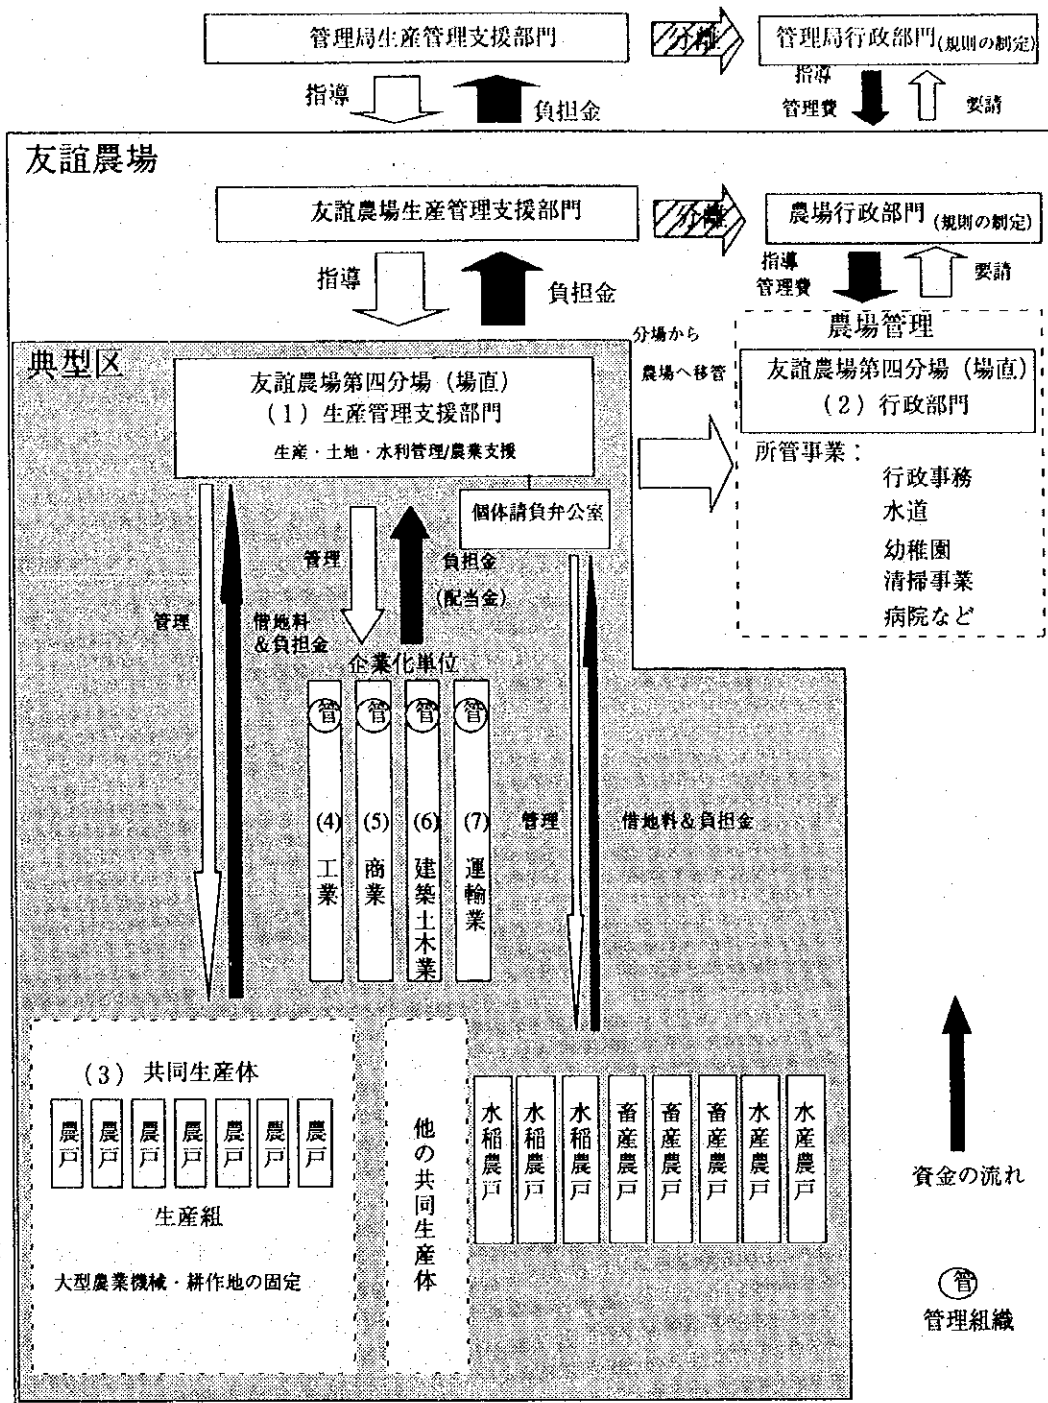 管理局生産管理支援部門
分離
管理局行政部門(規則の制定)
指導
負担金
指導
管理費
要請
友誼農場
友誼農場生産管理支援部門
分離
農場行政部門(規則の制定)
指導
負担金
指導
管理費
要請
分場から
農場へ移管
農場管理
友誼農場第四分場（場直）
(2) 行政部門
所管事業：
行政事務
水道
幼稚園
清掃事業
病院など
典型区
友誼農場第四分場（場直）
(1) 生産管理支援部門
生産・土地・水利管理/農業支援
個体請負弁公室
管理
借地料
&負担金
管理
負担金
(配当金)
企業化単位
管
管
管
管
(4) 工業
(5) 商業
(6) 建築土木業
(7) 運輸業
管理
借地料&負担金
(3) 共同生産体
農戸
農戸
農戸
農戸
農戸
農戸
農戸
生産組
大型農業機械・耕作地の固定
他の共同生産体
水稲農戸
水稲農戸
水稲農戸
畜産農戸
畜産農戸
畜産農戸
水産農戸
水産農戸
資金の流れ
管
管理組織